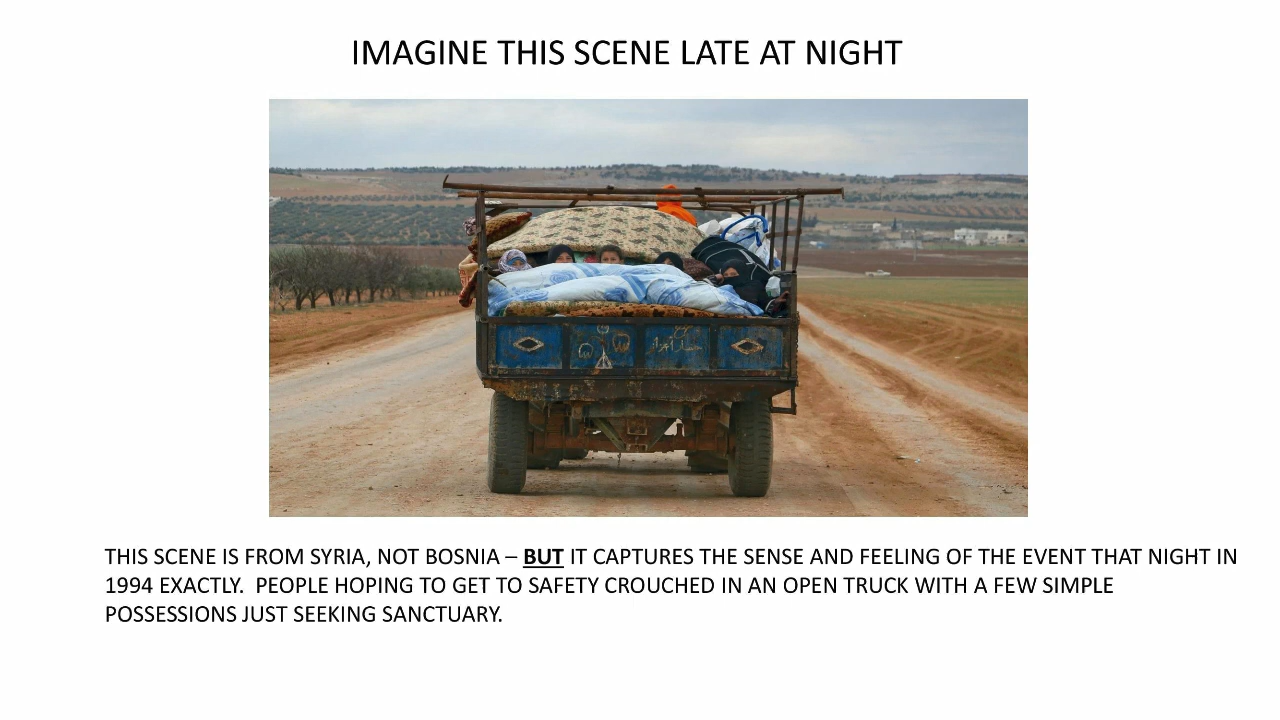 IMAGINE THIS SCENE LATE AT NIGHT
THIS SCENE IS FROM SYRIA, NOT BOSNIA – BUT IT CAPTURES THE SENSE AND FEELING OF THE EVENT THAT NIGHT IN
1994 EXACTLY.  PEOPLE HOPING TO GET TO SAFETY CROUCHED IN AN OPEN TRUCK WITH A FEW SIMPLE
POSSESSIONS JUST SEEKING SANCTUARY.